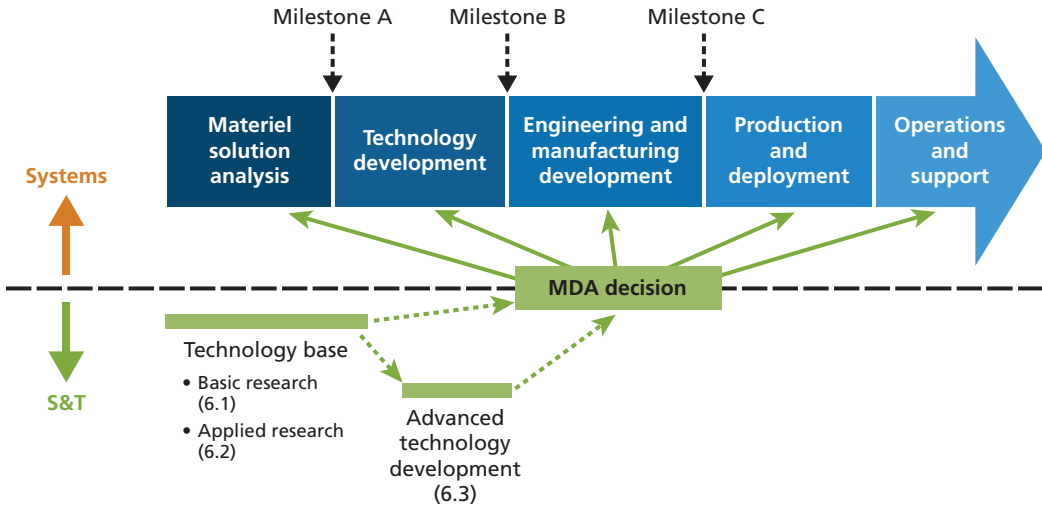 Milestone A
Milestone B
Milestone C
Materiel
solution
analysis
Technology
development
Engineering and
manufacturing
development
Production
and
deployment
Operations
and
support
Systems
MDA decision
S&T
Technology base
• Basic research
(6.1)
• Applied research
(6.2)
Advanced
technology
development
(6.3)